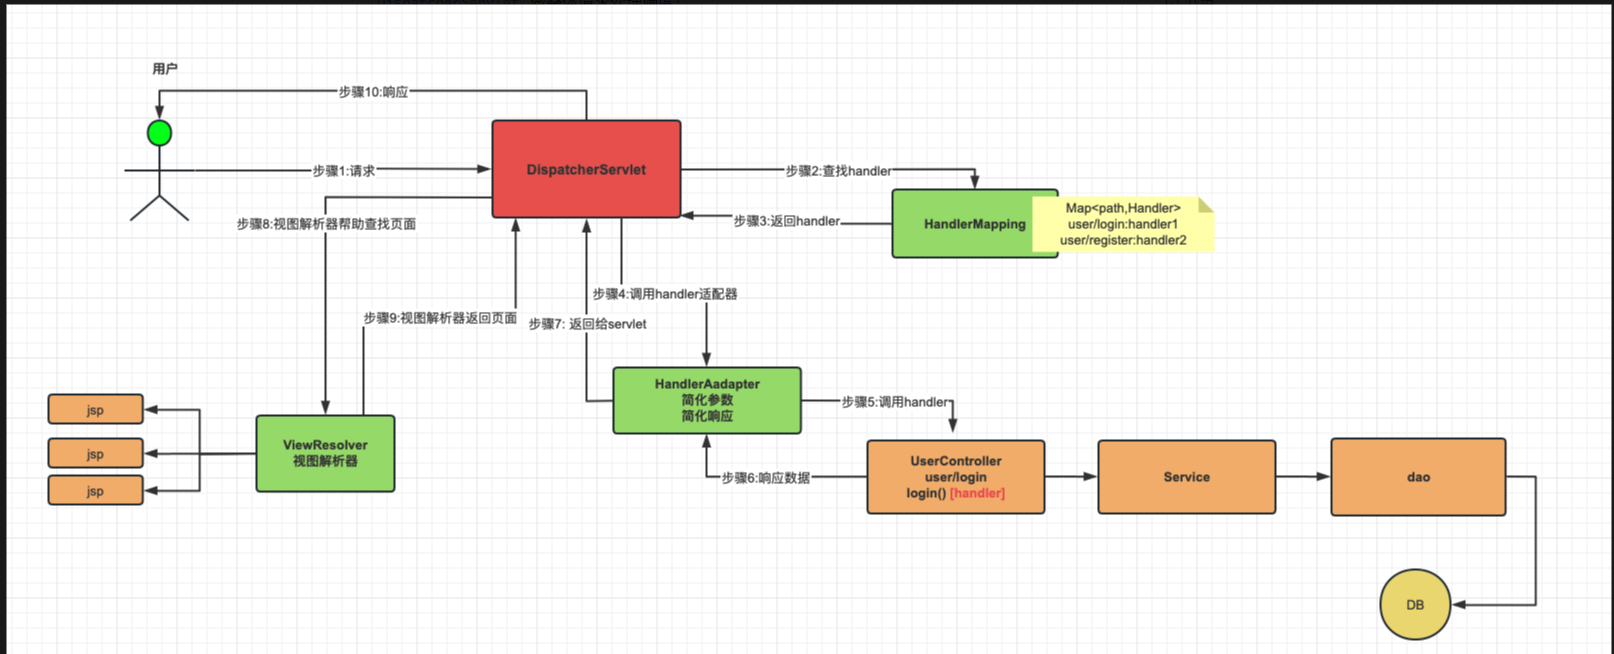 用户
步骤10:响应
步骤1:请求
DispatcherServlet
步骤2:查找handler
步骤3:返回handler
HandlerMapping
Map<path,Handler>
user/login:handler1
user/register:handler2
步骤8:视图解析器帮助查找页面
步骤4:调用handler适配器
步骤9:视图解析器返回页面
步骤7: 返回给servlet
HandlerAadapter
简化参数
简化响应
步骤5:调用handler
jsp
jsp
jsp
ViewResolver
视图解析器
步骤6:响应数据
UserController
user/login
login() [handler]
Service
dao
DB